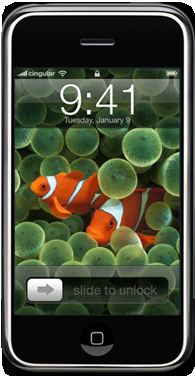 cingular
9:41
Tuesday, January 9
slide to unlock